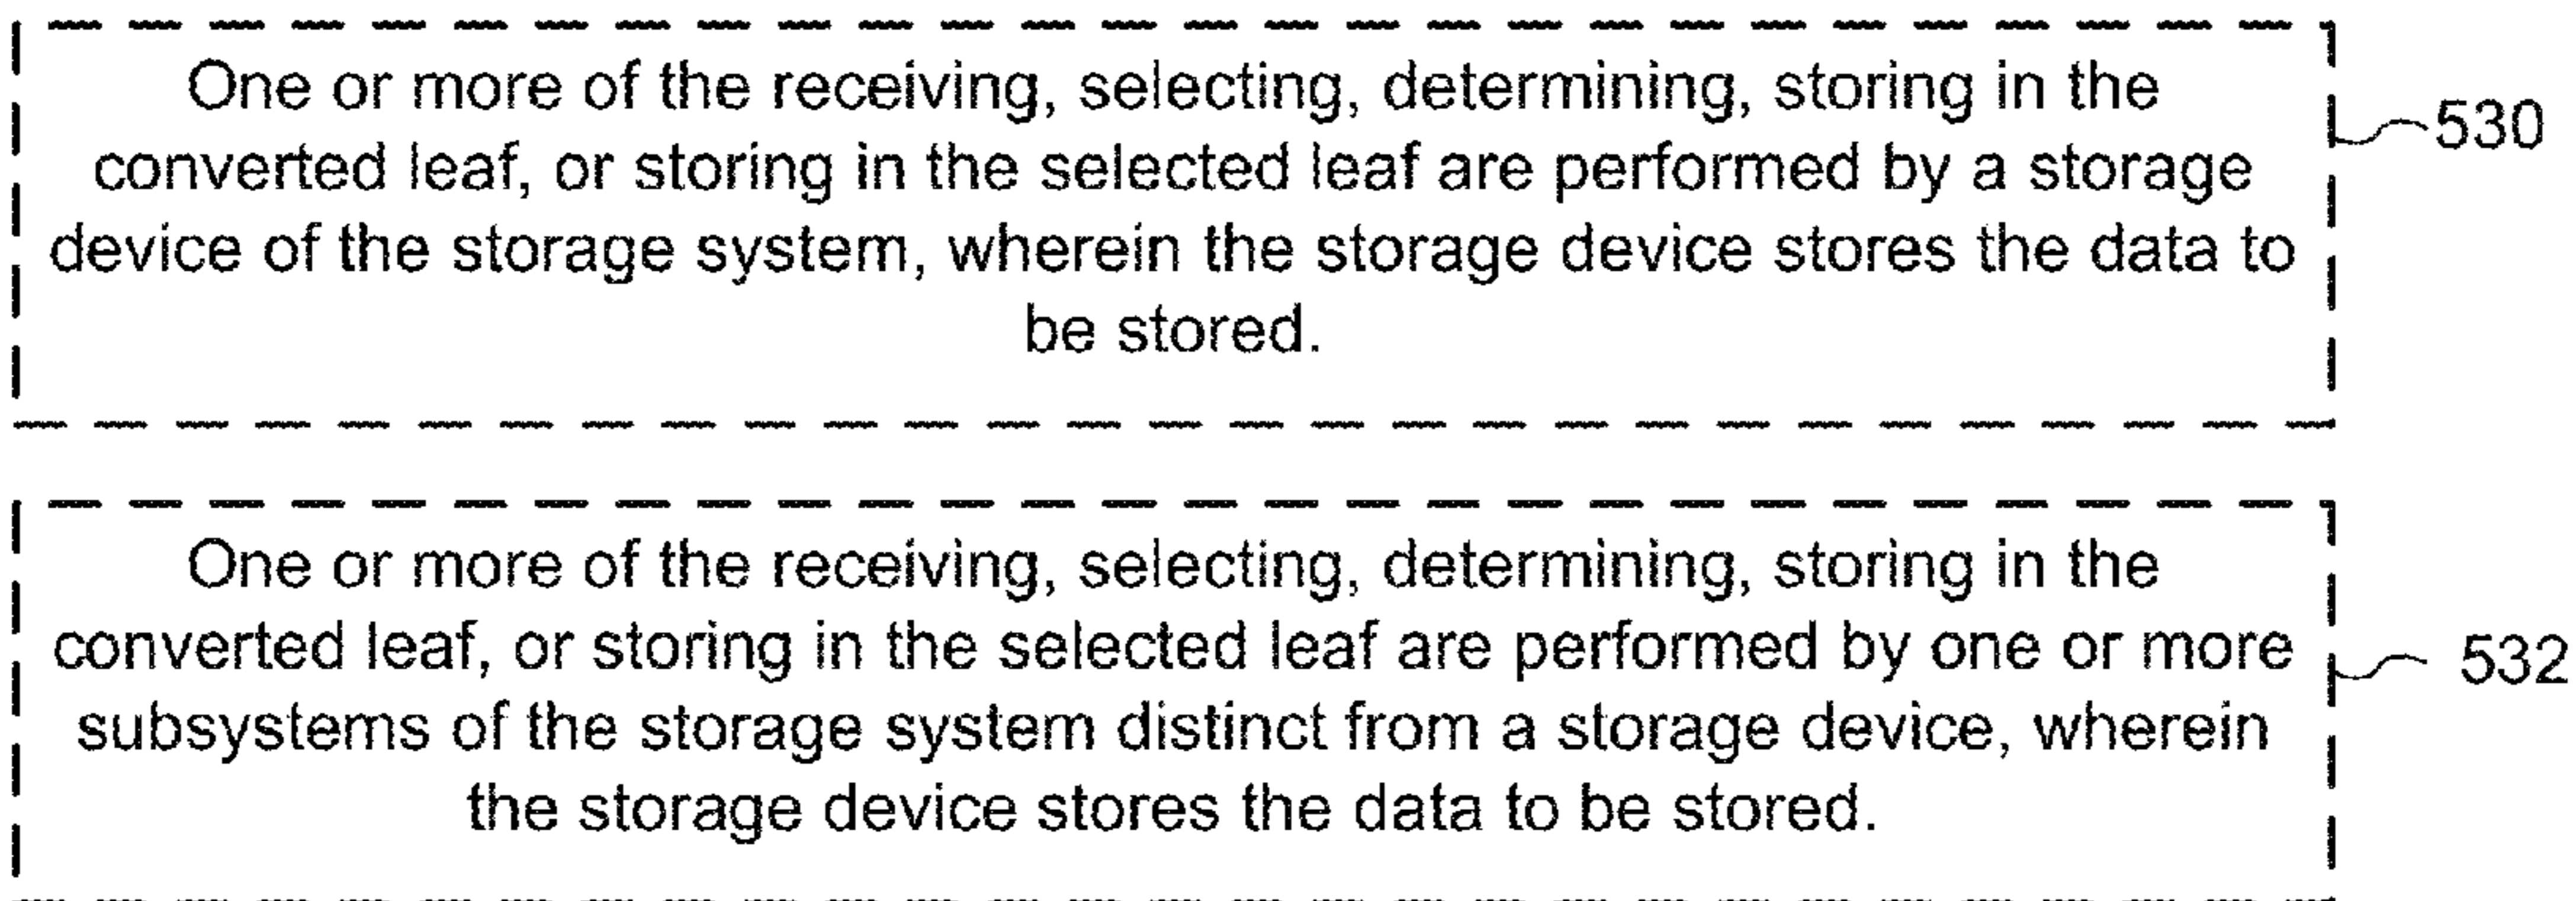 One or more of the receiving, selecting, determining, storing in the
converted leaf, or storing in the selected leaf are performed by a storage
device of the storage system, wherein the storage device stores the data to
be stored.
530
One or more of the receiving, selecting, determining, storing in the
converted leaf, or storing in the selected leaf are performed by one or more
subsystems of the storage system distinct from a storage device, wherein
the storage device stores the data to be stored.
532